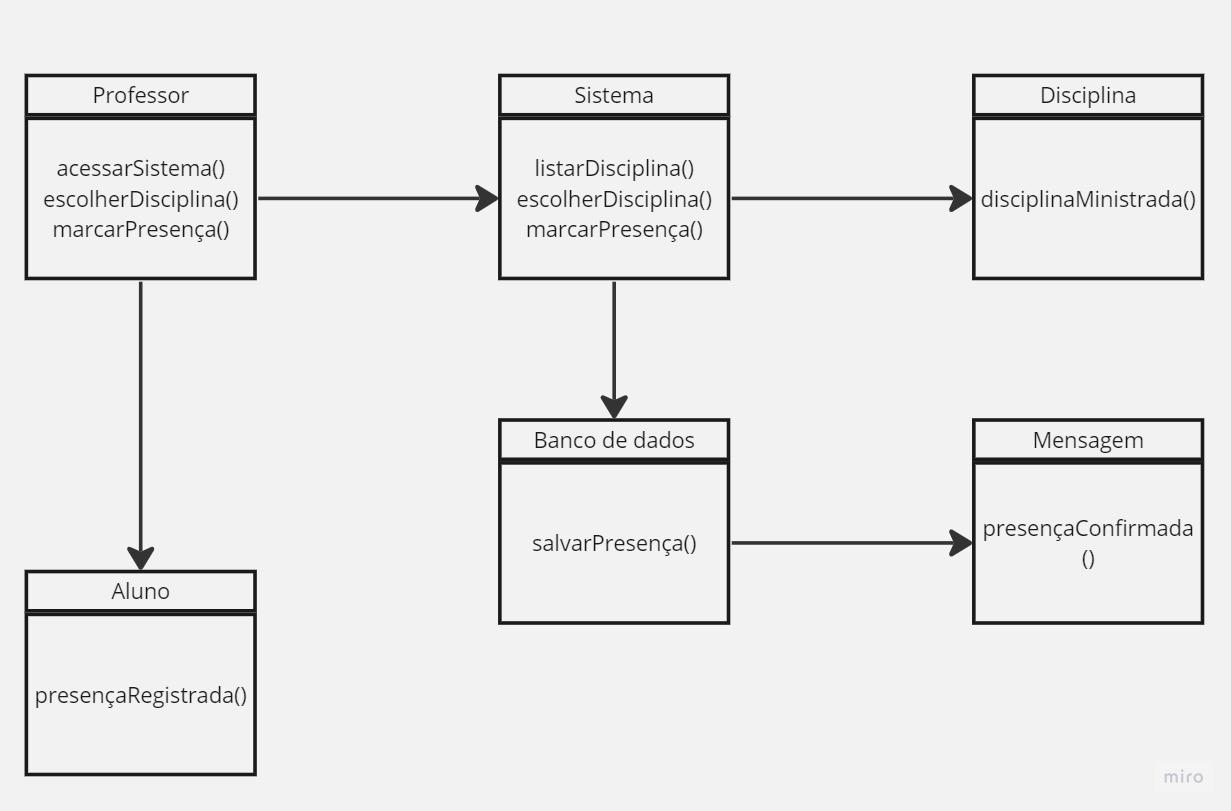 Professor
acessarSistema()
escolherDisciplina()
marcarPresença()
Sistema
listarDisciplina()
escolherDisciplina()
marcarPresença()
Disciplina
disciplinaMinistrada()
Banco de dados
salvarPresença()
Mensagem
presençaConfirmada
()
Aluno
presençaRegistrada()
miro